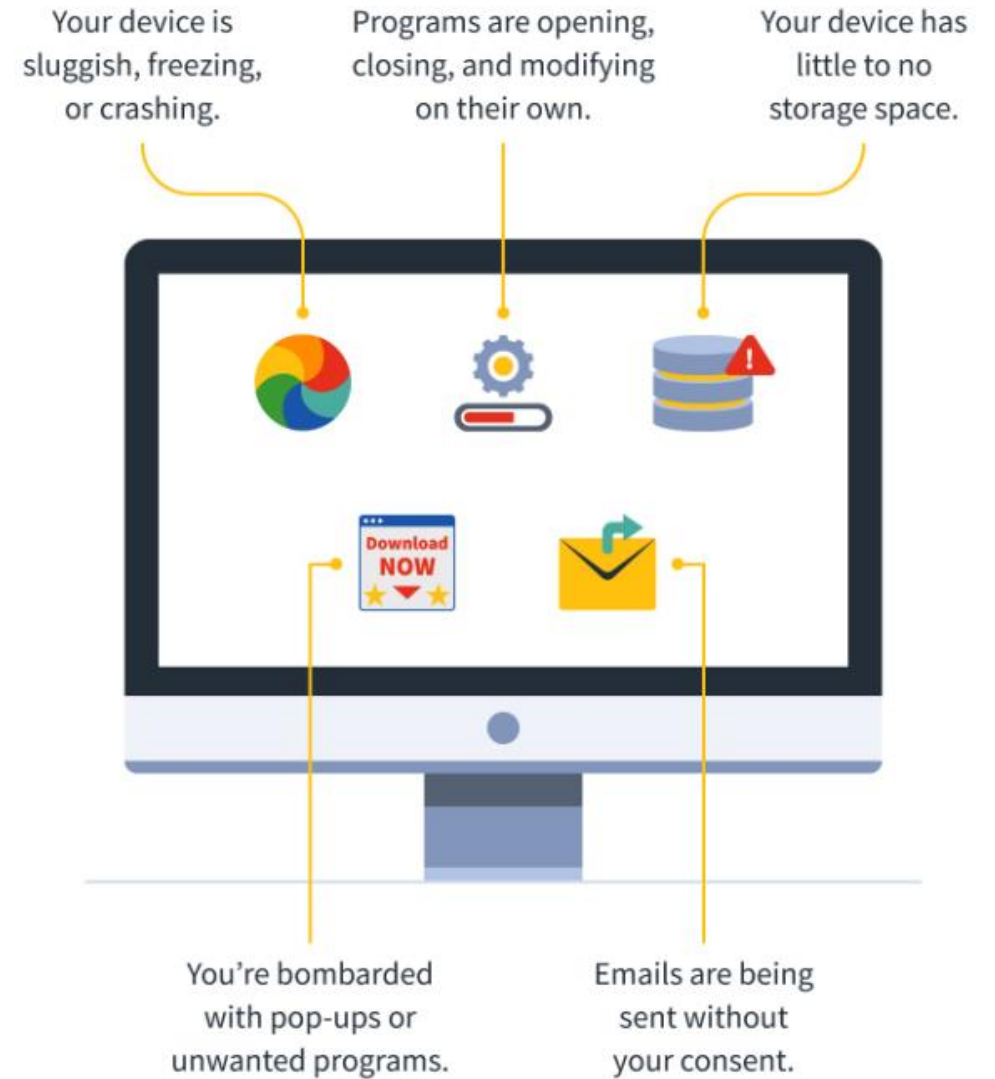 Your device is
sluggish, freezing,
or crashing.
Programs are opening,
closing, and modifying
on their own.
Your device has
little to no
storage space.
!
Download
NOW
You’re bombarded
with pop-ups or
unwanted programs.
Emails are being
sent without
your consent.